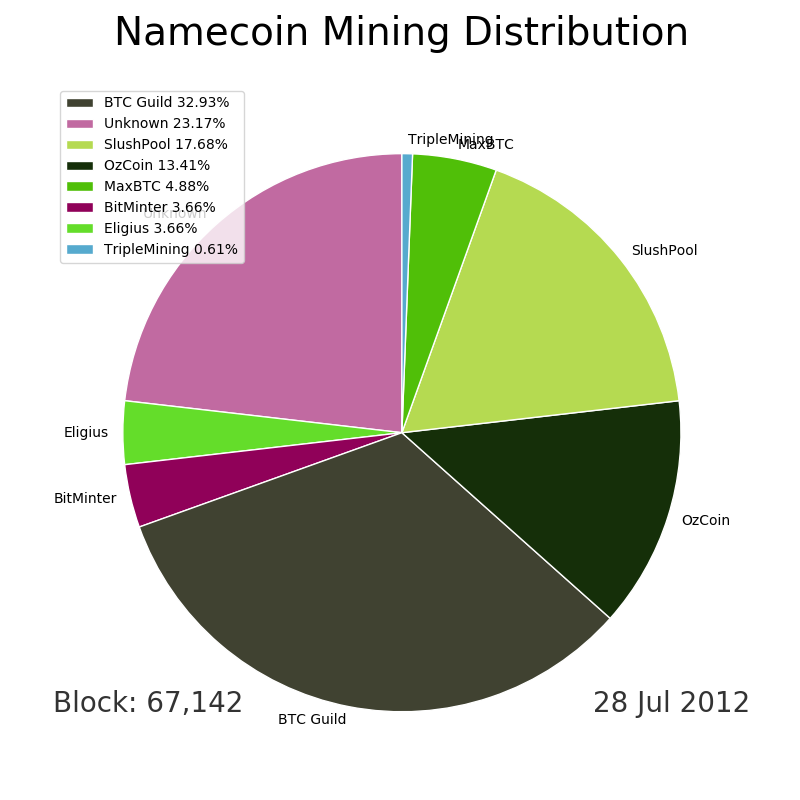 Namecoin Mining Distribution
BTC Guild 32.93%
Unknown 23.17%
SlushPool 17.68%
OzCoin 13.41%
MaxBTC 4.88%
BitMinter 3.66%
Eligius 3.66%
TripleMining 0.61%
TripleMining
MaxBTC
Unknown
SlushPool
Eligius
BitMinter
OzCoin
Block: 67,142
28 Jul 2012
BTC Guild